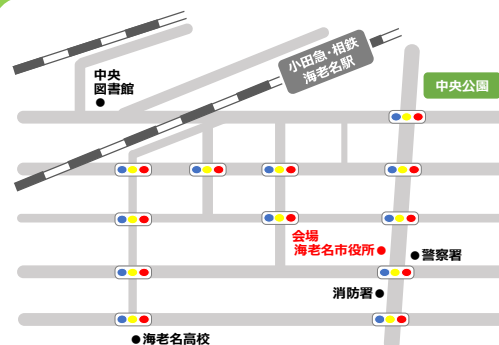 小田急・相鉄
海老名駅
中央
図書館
中央公園
会場
海老名市役所
警察署
消防署
海老名高校